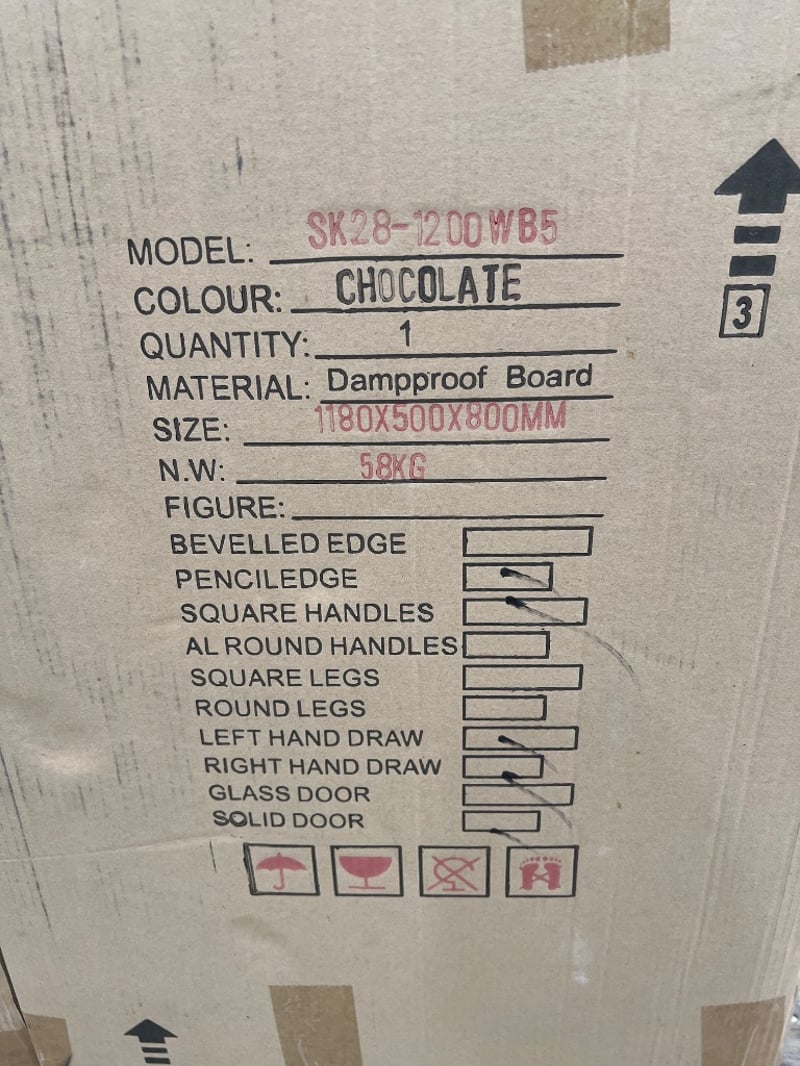 MODEL: SK28-1200WB5
COLOUR: CHOCOLATE
QUANTITY: 1
MATERIAL: Dampproof Board
SIZE: 1180X500X800MM
N.W: 58KG
FIGURE:
BEVELLED EDGE
PENCILEDGE
SQUARE HANDLES
AL ROUND HANDLES
SQUARE LEGS
ROUND LEGS
LEFT HAND DRAW
RIGHT HAND DRAW
GLASS DOOR
SOLID DOOR
3